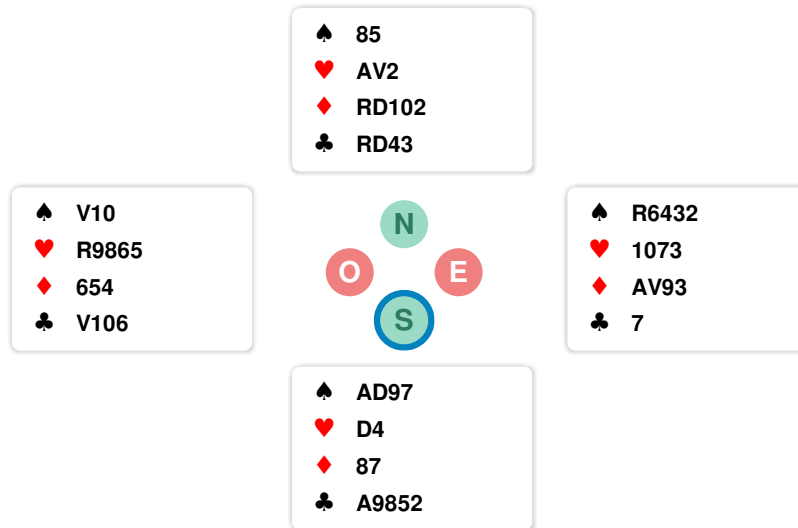 ♠ 85
♥ AV2
♦ RD102
♣ RD43
♠ V10
♥ R9865
♦ 654
♣ V106
N
O E
S
♠ R6432
♥ 1073
♦ AV93
♣ 7
♠ AD97
♥ D4
♦ 87
♣ A9852